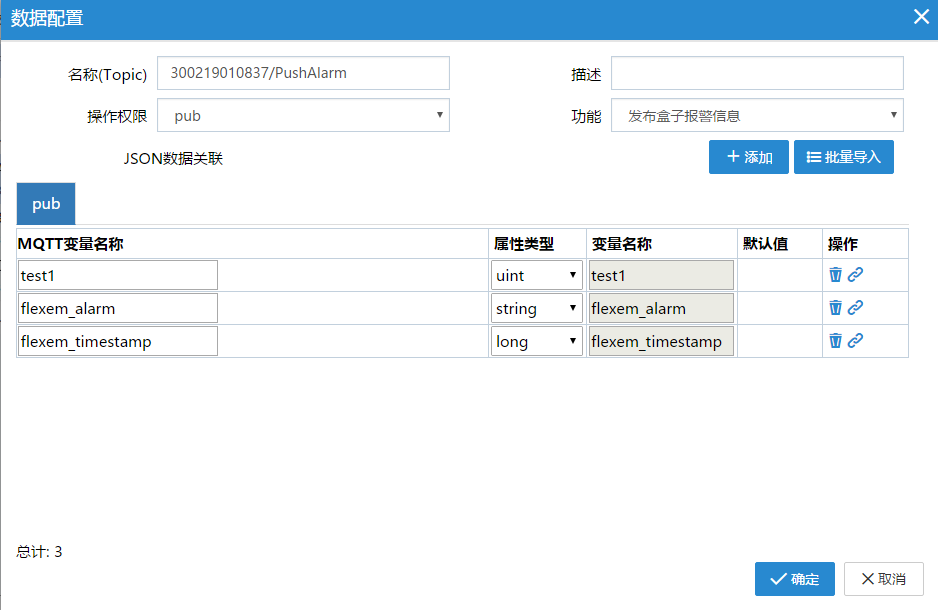 数据配置
名称(Topic) 300219010837/PushAlarm 描述
操作权限 pub 功能 发布盒子报警信息
JSON数据关联 添加 批量导入
pub
MQTT变量名称 属性类型 变量名称 默认值 操作
test1 uint test1
flexem_alarm string flexem_alarm
flexem_timestamp long flexem_timestamp
总计: 3
确定 取消